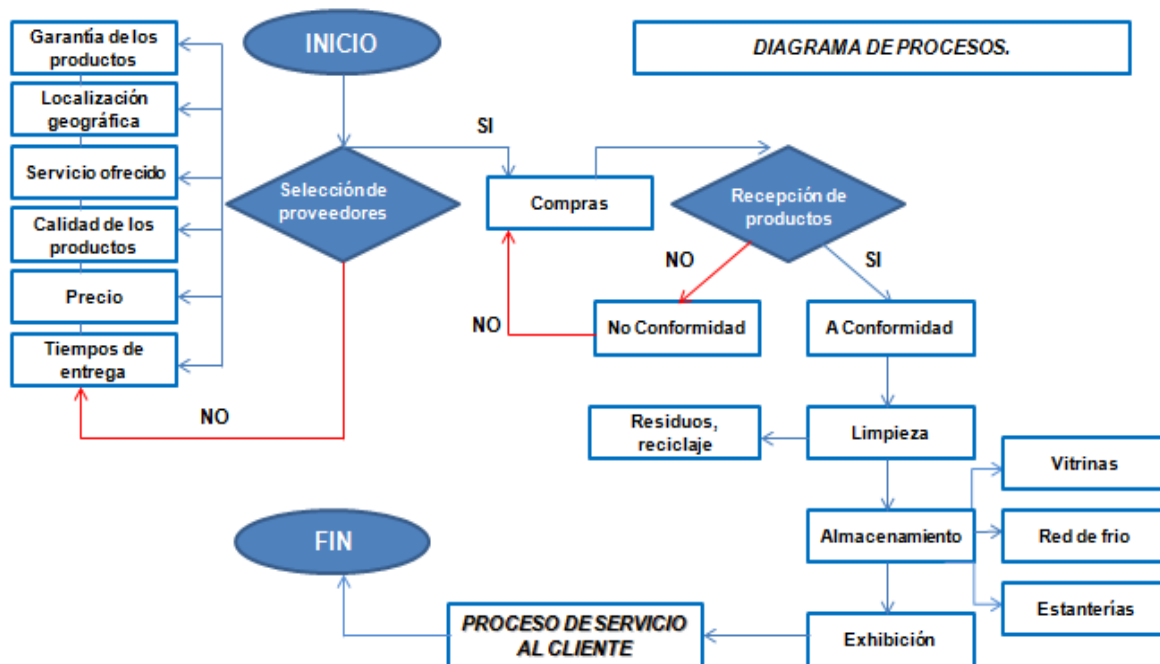 INICIO
DIAGRAMA DE PROCESOS.
Garantía de los
productos
Localización
geográfica
Servicio ofrecido
Calidad de los
productos
Precio
Tiempos de
entrega
Selección de
proveedores
SI
NO
Compras
Recepción de
productos
NO
SI
NO
No Conformidad
A Conformidad
Residuos,
reciclaje
Limpieza
Vitrinas
Almacenamiento
Red de frio
Estanterías
Exhibición
PROCESO DE SERVICIO
AL CLIENTE
FIN